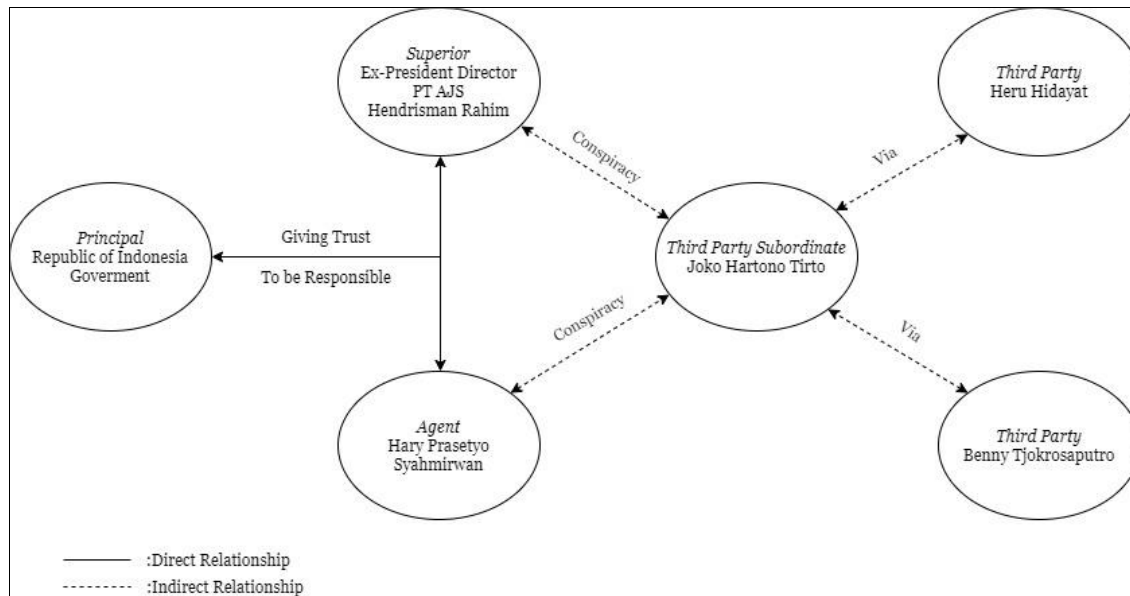 Superior
Ex-President Director
PT AJS
Hendrisman Rahim
Third Party
Heru Hidayat
Conspiracy
Via
Principal
Republic of Indonesia
Goverment
Giving Trust
To be Responsible
Third Party Subordinate
Joko Hartono Tirto
Conspiracy
Via
Agent
Hary Prasetyo
Syahmirwan
Third Party
Benny Tjokrosaputro
:Direct Relationship
:Indirect Relationship